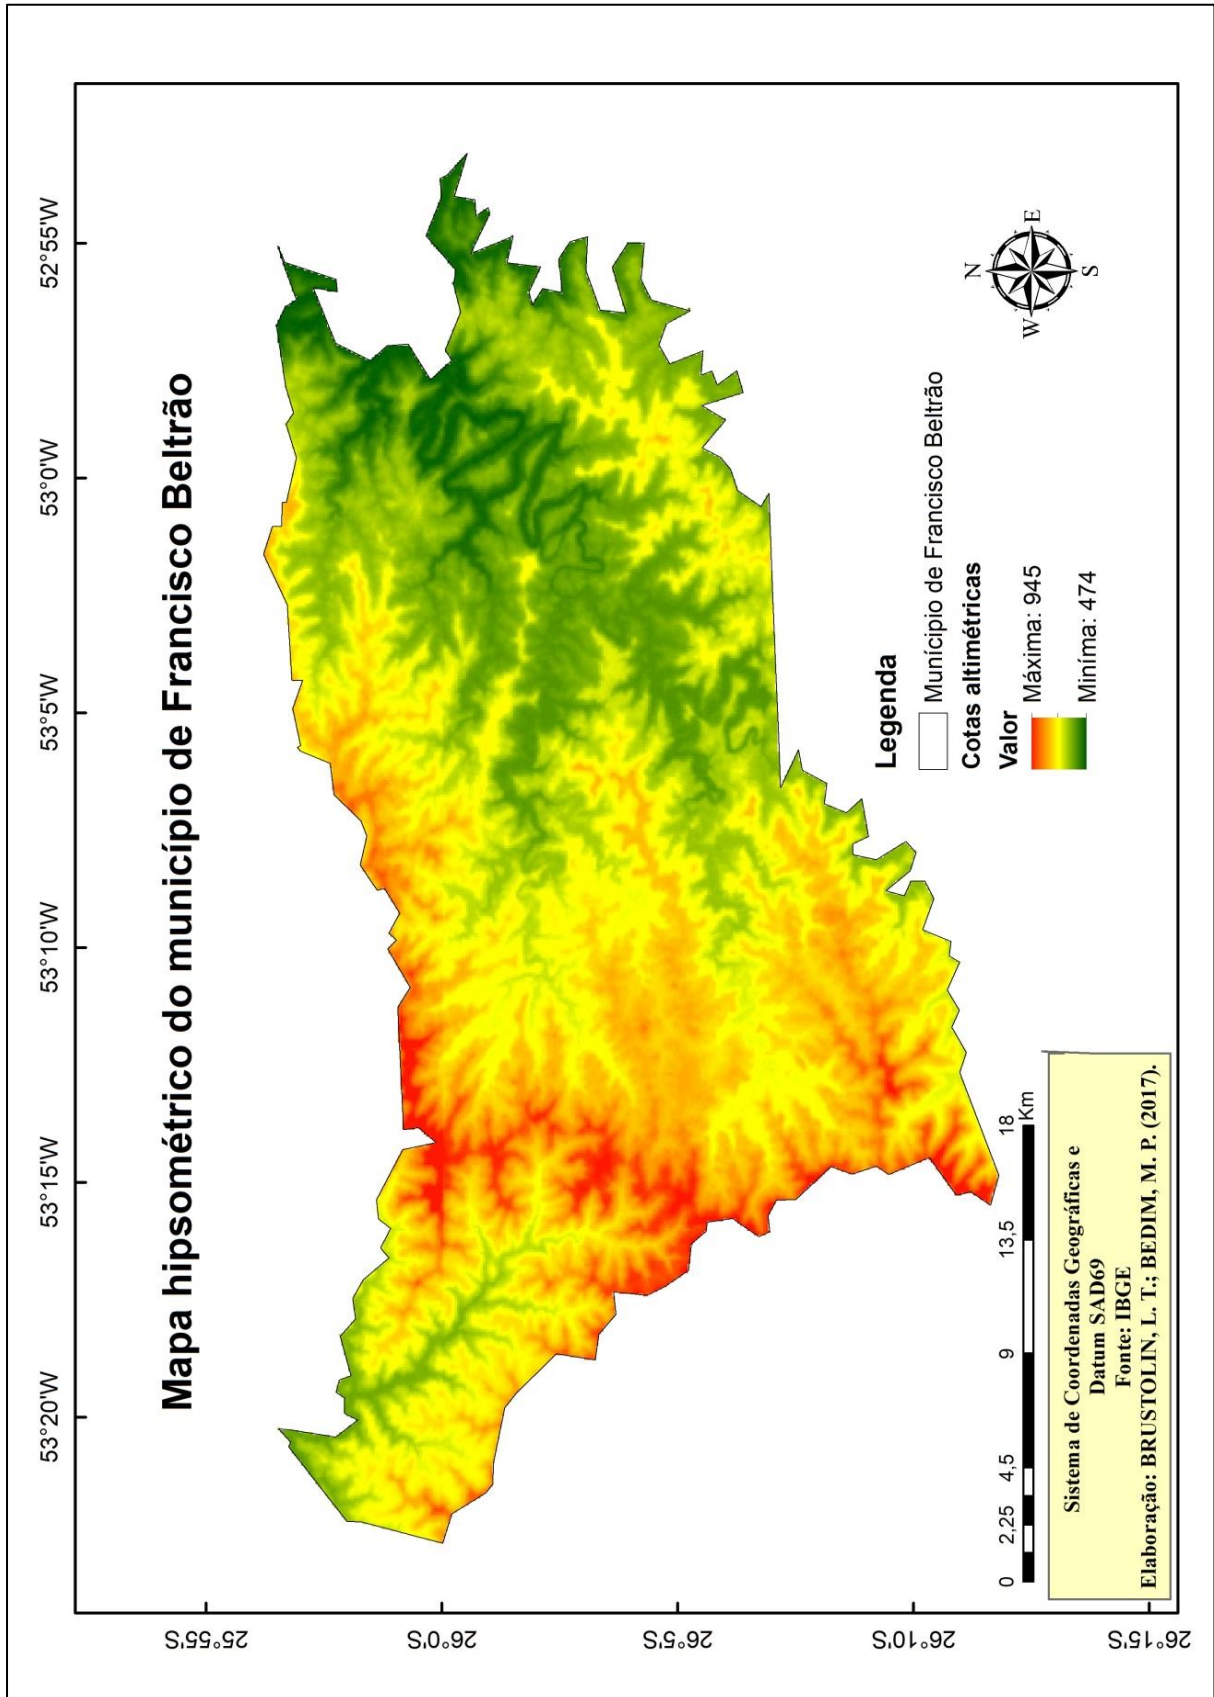 Mapa hipsométrico do município de Francisco Beltrão
53°20'W
53°15'W
53°10'W
53°5'W
53°0'W
52°55'W
25°55'S
26°0'S
26°5'S
26°10'S
26°15'S
Legenda
Munícipio de Francisco Beltrão
Cotas altimétricas
Valor
Máxima: 945
Miníma: 474
N
W
E
S
0 2,25 4,5 9 13,5 18
Km
Sistema de Coordenadas Geográficas e
Datum SAD69
Fonte: IBGE
Elaboração: BRUSTOLIN, L. T.; BEDIM, M. P. (2017).